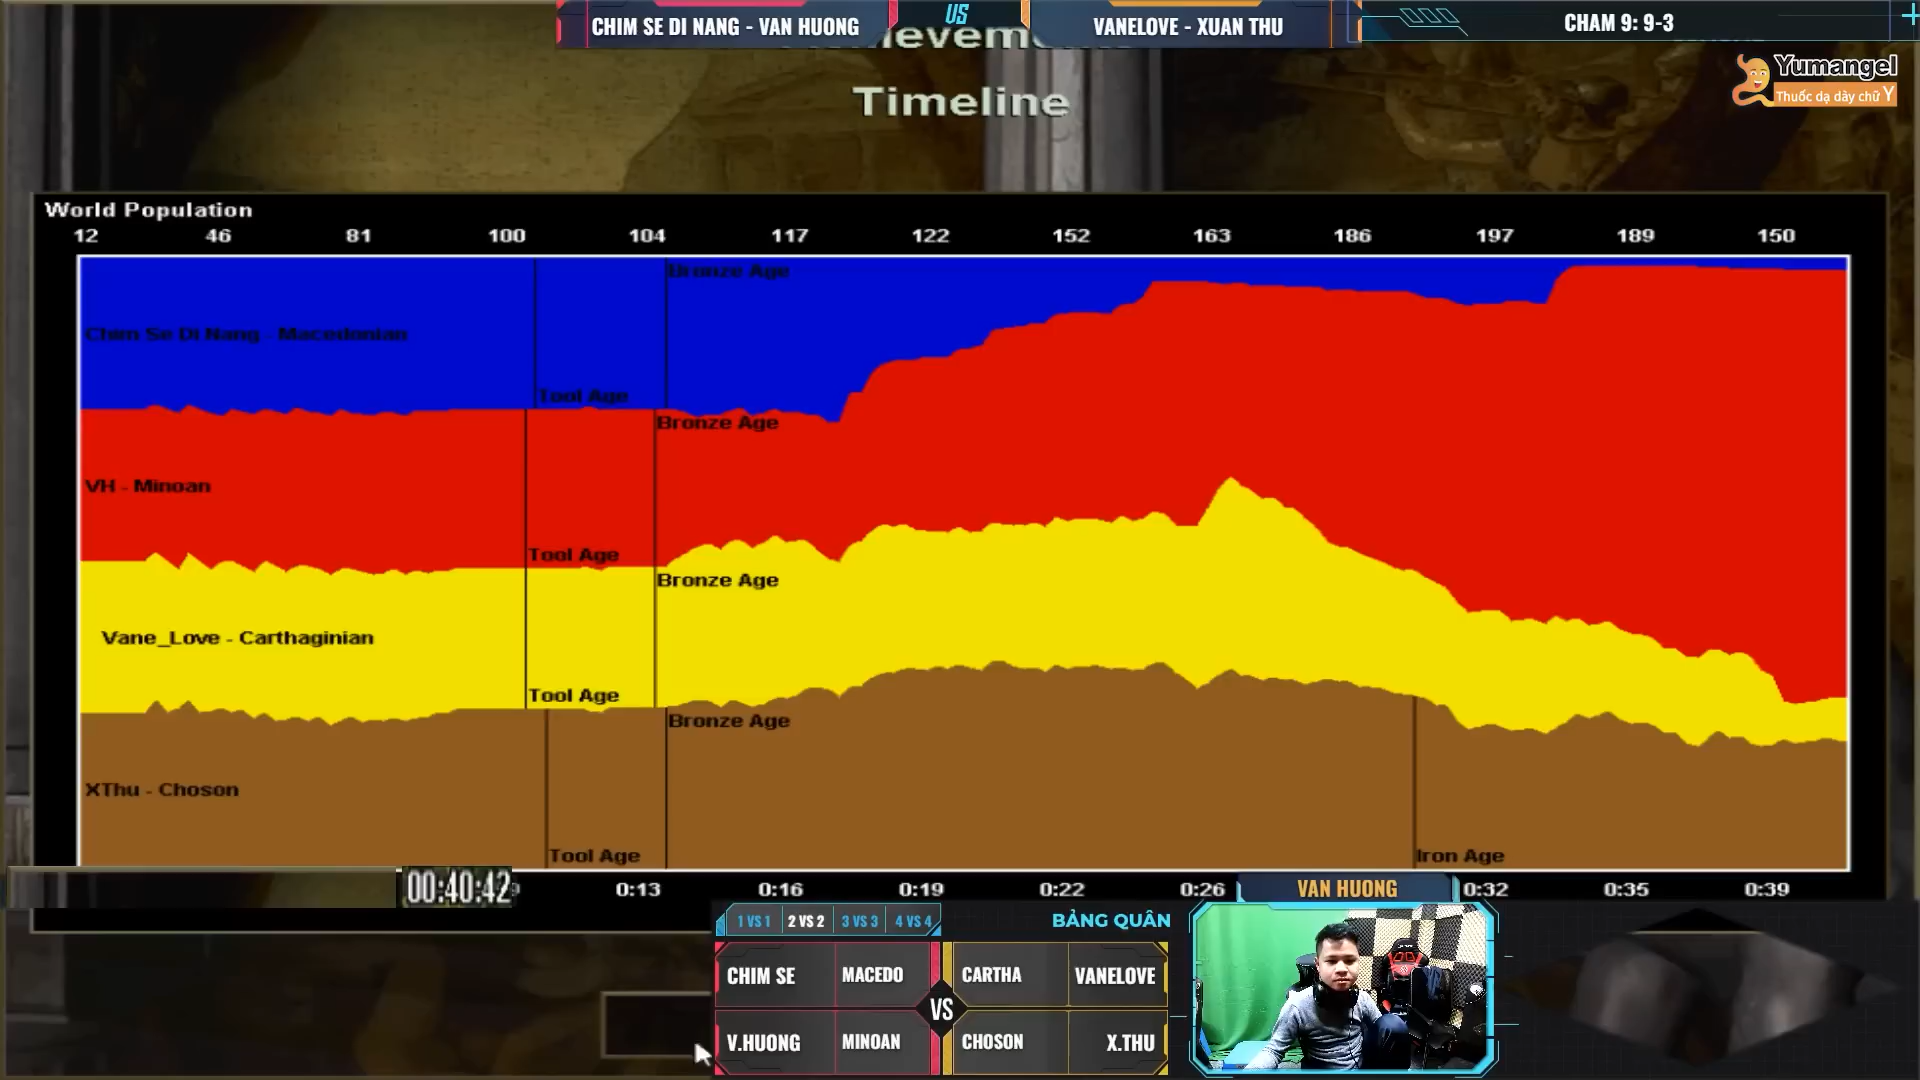 CHIM SE DI NANG - VAN HUONG
US
VANELOVE - XUAN THU
CHAM 9: 9-3
Timeline
Yumangel
Thuốc dạ dày chữ Y
World Population
12 46 81 100 104 117 122 152 163 186 197 189 150
Bronze Age
Chim Se Di Nang - Macedonian
Tool Age
Bronze Age
VH - Minoan
Tool Age
Bronze Age
Vane_Love - Carthaginian
Tool Age
Bronze Age
XThu - Choson
Tool Age
Iron Age
00:40:42
0:13 0:16 0:19 0:22 0:26 0:32 0:35 0:39
VAN HUONG
1 VS 1 2 VS 2 3 VS 3 4 VS 4
BẢNG QUÂN
CHIM SE MACEDO CARTHA VANELOVE
VS
V.HUONG MINOAN CHOSON X.THU